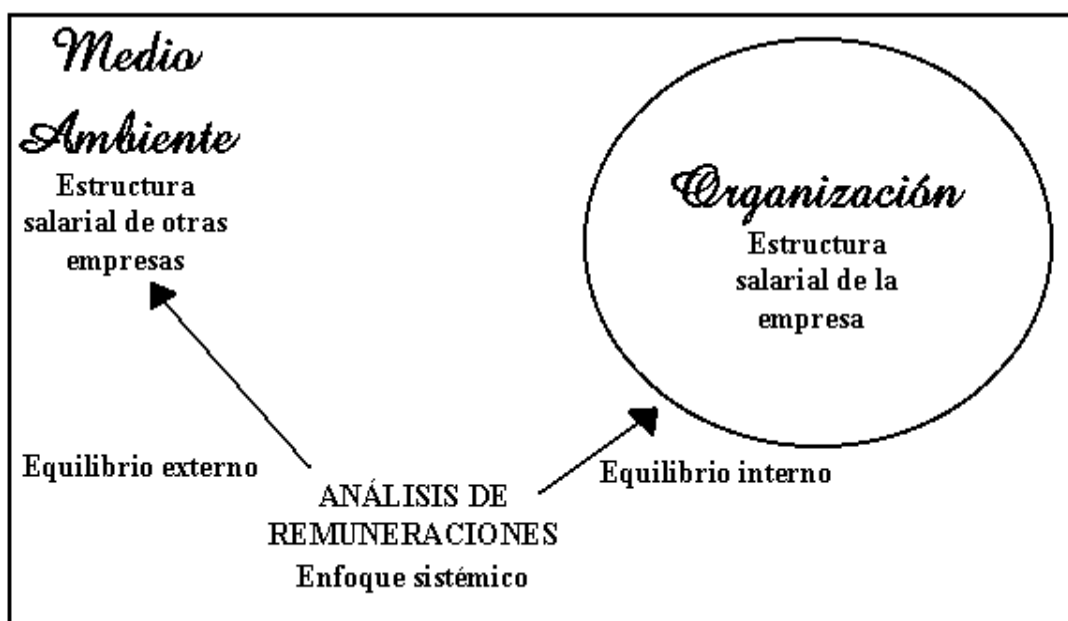 Medio
Ambiente
Estructura
salarial de otras
empresas
Organización
Estructura
salarial de la
empresa
Equilibrio externo
Equilibrio interno
ANÁLISIS DE
REMUNERACIONES
Enfoque sistémico